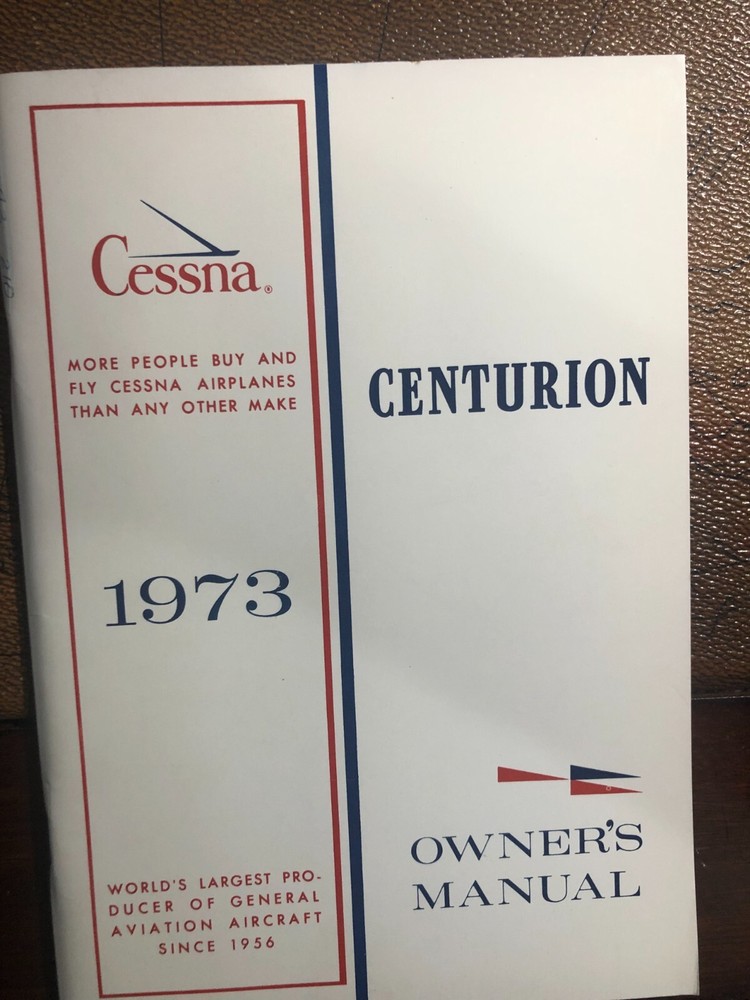 Cessna®
MORE PEOPLE BUY AND
FLY CESSNA AIRPLANES
THAN ANY OTHER MAKE
1973
WORLD'S LARGEST PRO-
DUCER OF GENERAL
AVIATION AIRCRAFT
SINCE 1956
CENTURION
OWNER'S
MANUAL